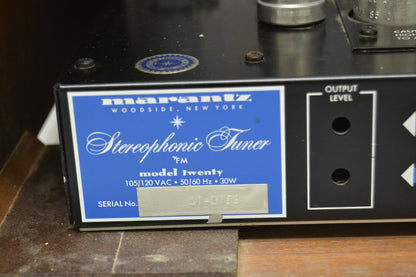 marantz
WOODSIDE, NEW YORK
Stereophonic Tuner
FM
model twenty
105/120 VAC • 50/60 Hz • 30W
SERIAL No.
OUTPUT
LEVEL